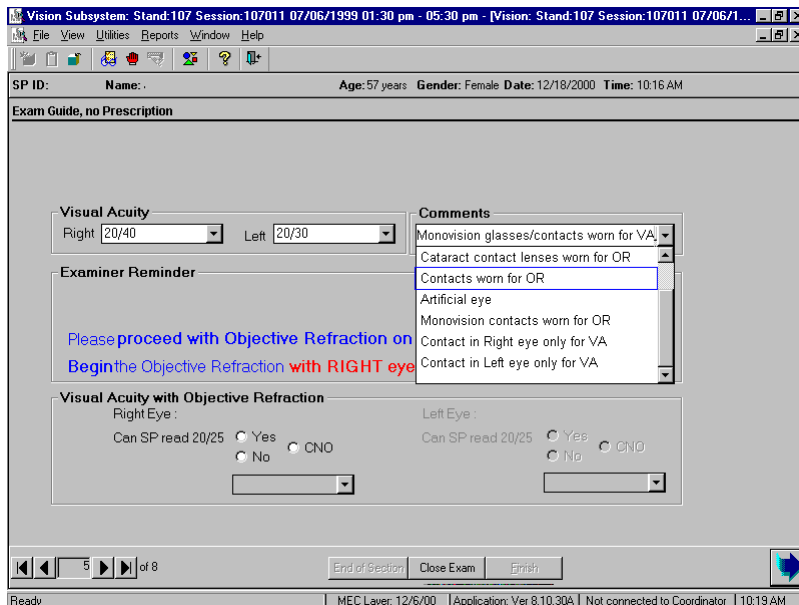 Vision Subsystem: Stand:107 Session:107011 07/06/1999 01:30 pm - 05:30 pm - [Vision: Stand:107 Session:107011 07/06/1...
File View Utilities Reports Window Help
SP ID: Name: Age: 57 years Gender: Female Date: 12/18/2000 Time: 10:16 AM
Exam Guide, no Prescription
Visual Acuity
Right 20/40 Left 20/30
Comments
Monovision glasses/contacts worn for VA
Cataract contact lenses worn for OR
Contacts worn for OR
Artificial eye
Monovision contacts worn for OR
Contact in Right eye only for VA
Contact in Left eye only for VA
Examiner Reminder
Please proceed with Objective Refraction on
Begin the Objective Refraction with RIGHT eye
Visual Acuity with Objective Refraction
Right Eye : Left Eye :
Can SP read 20/25 Yes No CNO Can SP read 20/25 Yes No CNO
5 of 8 End of Section Close Exam Finish
Ready MEC Layer: 12/6/00 Application: Ver 8.10.30A Not connected to Coordinator 10:19 AM